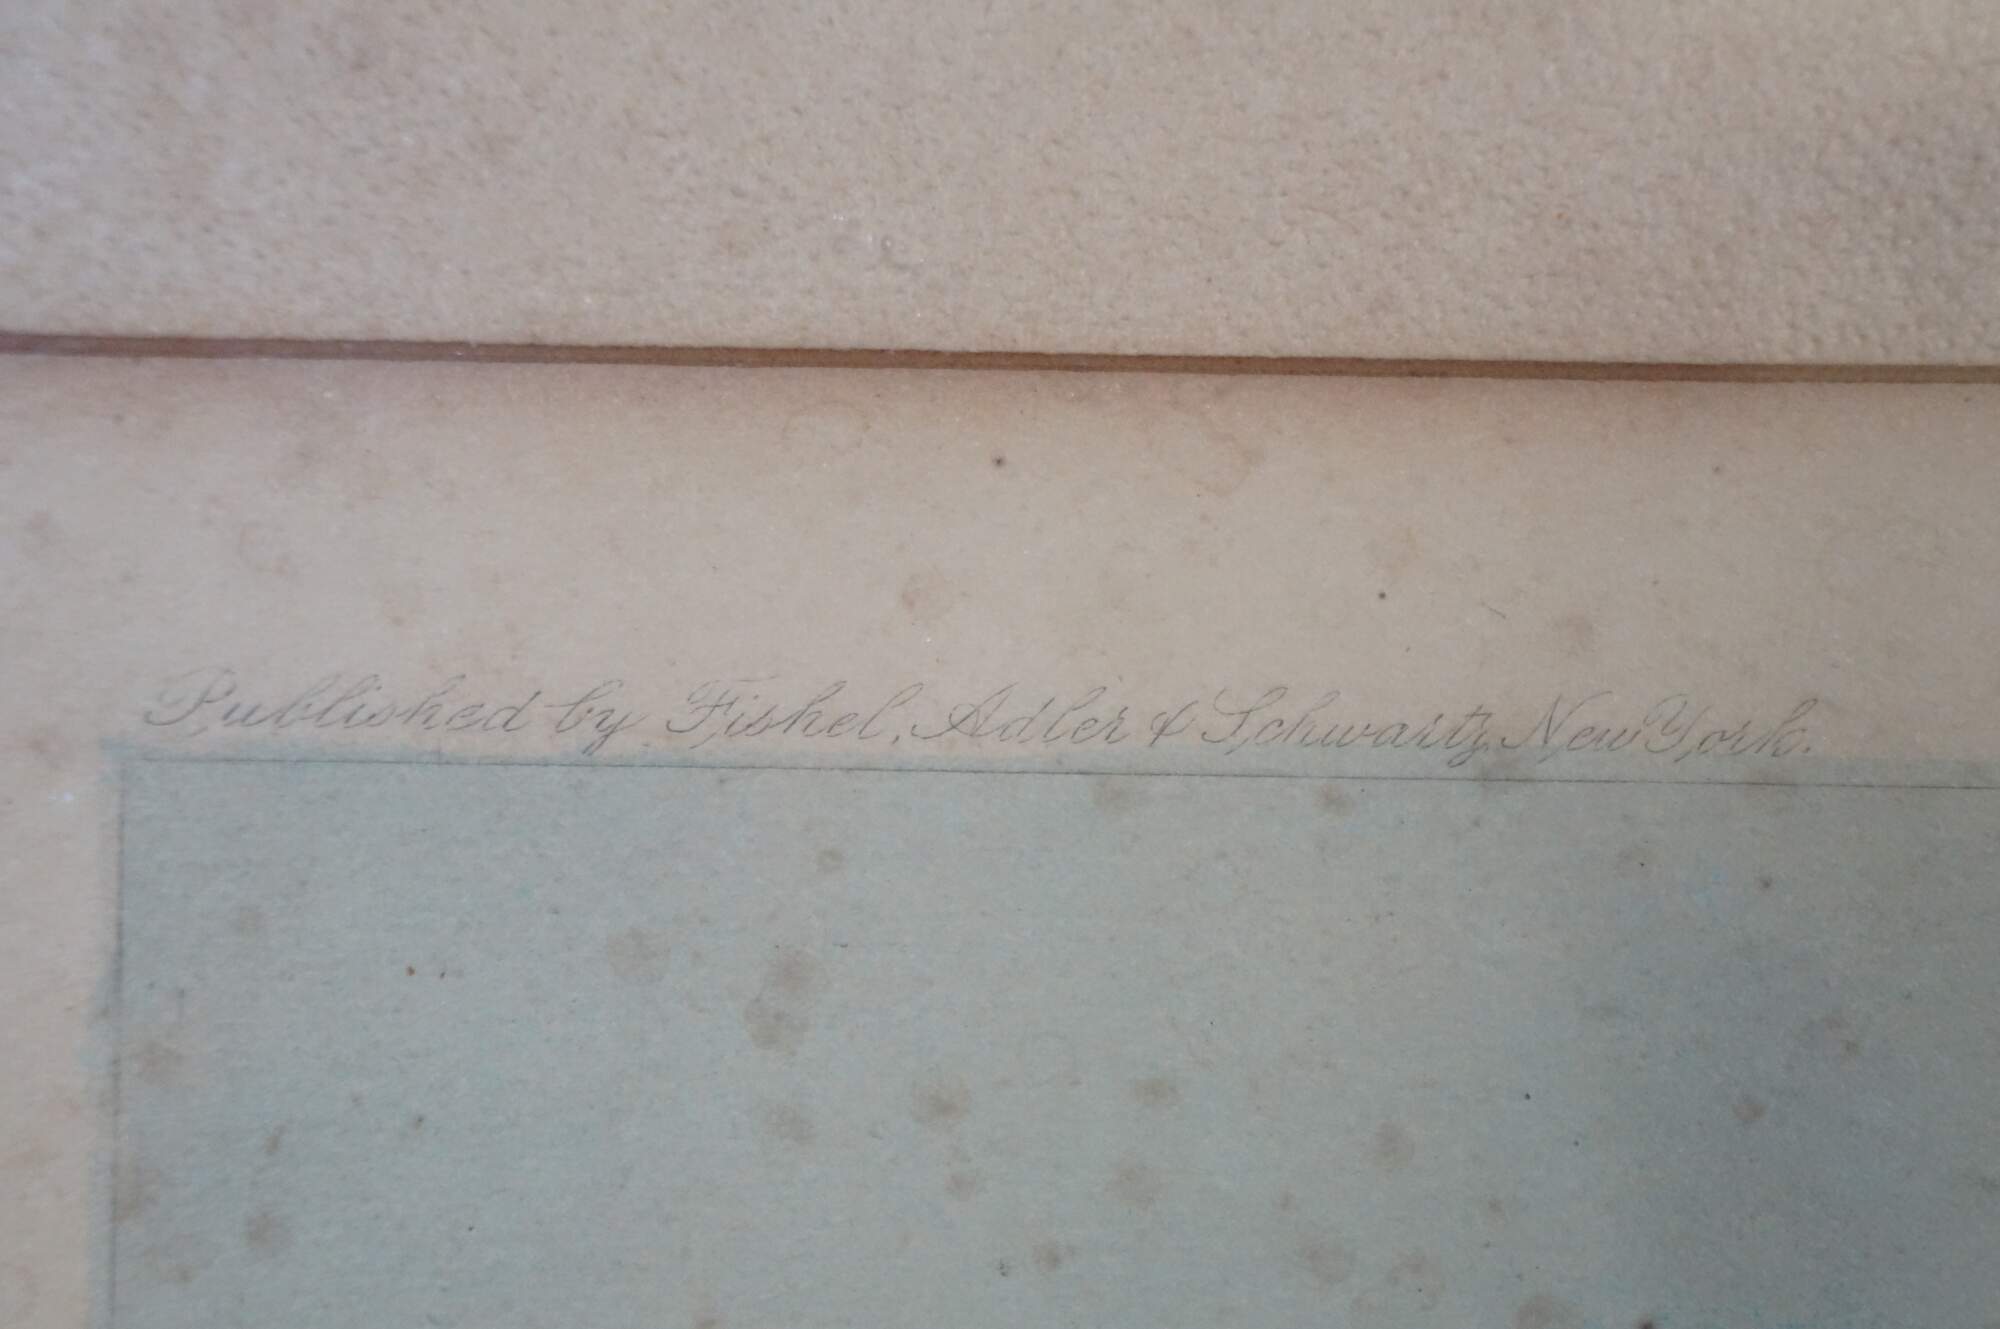 Published by Fishel, Adler & Schwartz, New York.